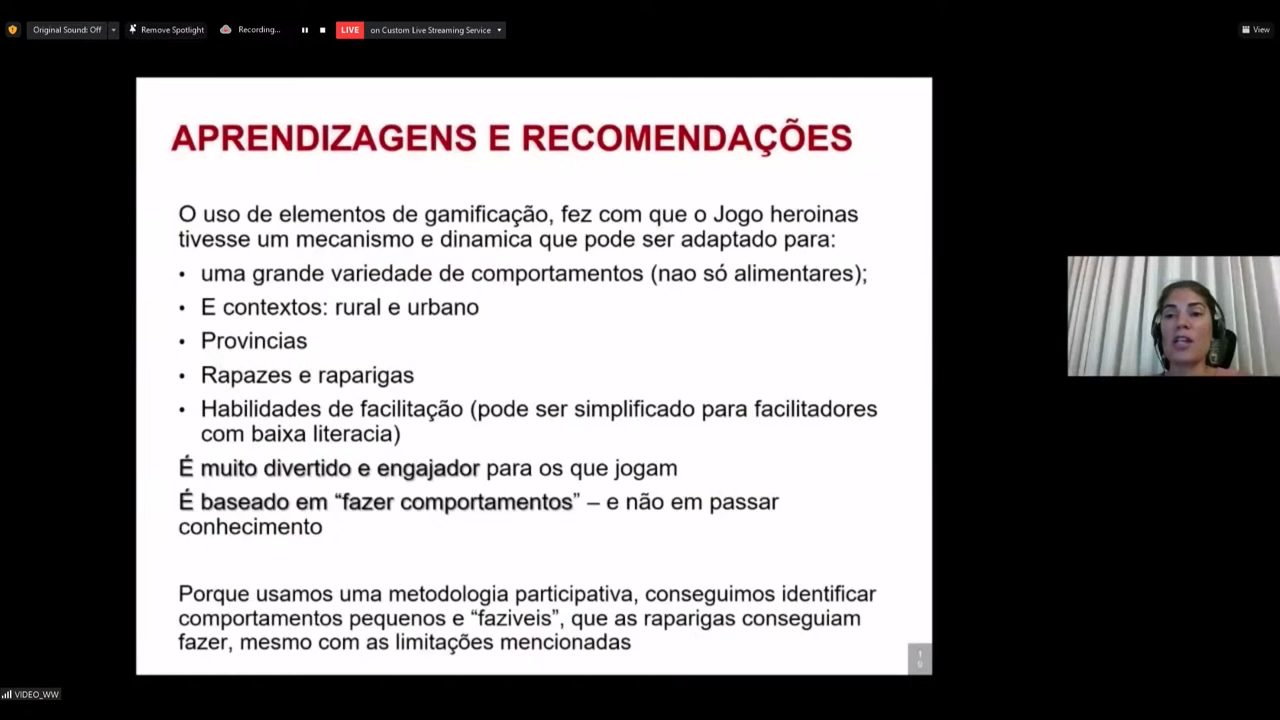 Original Sound: Off
Remove Spotlight
Recording...
LIVE
on Custom Live Streaming Service
View
APRENDIZAGENS E RECOMENDAÇÕES
O uso de elementos de gamificação, fez com que o Jogo heroinas
tivesse um mecanismo e dinamica que pode ser adaptado para:
• uma grande variedade de comportamentos (nao só alimentares);
• E contextos: rural e urbano
• Provincias
• Rapazes e raparigas
• Habilidades de facilitação (pode ser simplificado para facilitadores
com baixa literacia)
É muito divertido e engajador para os que jogam
É baseado em “fazer comportamentos” – e não em passar
conhecimento
Porque usamos uma metodologia participativa, conseguimos identificar
comportamentos pequenos e “faziveis”, que as raparigas conseguiam
fazer, mesmo com as limitações mencionadas
VIDEO_WW